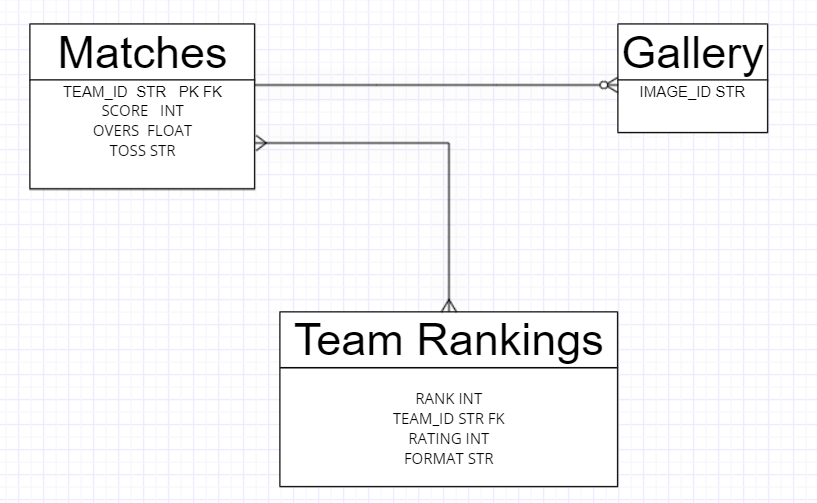 Matches
TEAM_ID STR PK FK
SCORE INT
OVERS FLOAT
TOSS STR
Gallery
IMAGE_ID STR
Team Rankings
RANK INT
TEAM_ID STR FK
RATING INT
FORMAT STR